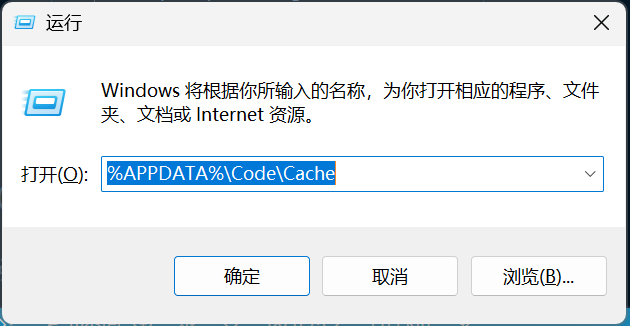 运行
Windows 将根据你所输入的名称，为你打开相应的程序、文件
夹、文档或 Internet 资源。
打开(O): %APPDATA%\Code\Cache
确定 取消 浏览(B)...